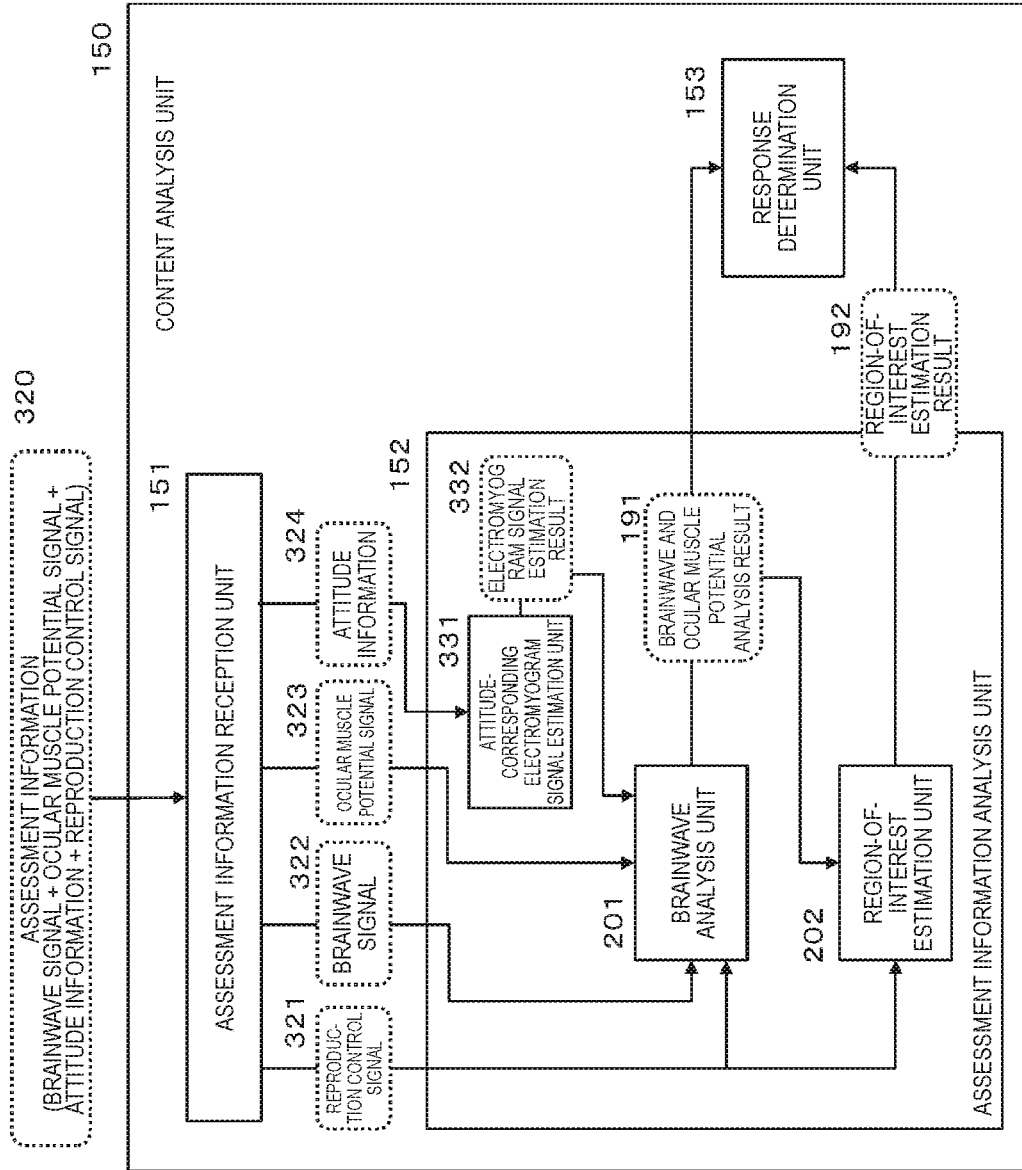 320
ASSESSMENT INFORMATION
(BRAINWAVE SIGNAL + OCULAR MUSCLE POTENTIAL SIGNAL +
ATTITUDE INFORMATION + REPRODUCTION CONTROL SIGNAL)
150
CONTENT ANALYSIS UNIT
151
ASSESSMENT INFORMATION RECEPTION UNIT
321
REPRODUC-
TION CONTROL
SIGNAL
322
BRAINWAVE
SIGNAL
323
OCULAR MUSCLE
POTENTIAL SIGNAL
324
ATTITUDE
INFORMATION
152
331
ATTITUDE-
CORRESPONDING
ELECTROMYOGRAM
SIGNAL ESTIMATION UNIT
332
ELECTROMYOG
RAM SIGNAL
ESTIMATION
RESULT
201
BRAINWAVE
ANALYSIS UNIT
191
BRAINWAVE AND
OCULAR MUSCLE
POTENTIAL
ANALYSIS RESULT
202
REGION-OF-
INTEREST
ESTIMATION UNIT
192
REGION-OF-
INTEREST
ESTIMATION
RESULT
153
RESPONSE
DETERMINATION
UNIT
ASSESSMENT INFORMATION ANALYSIS UNIT